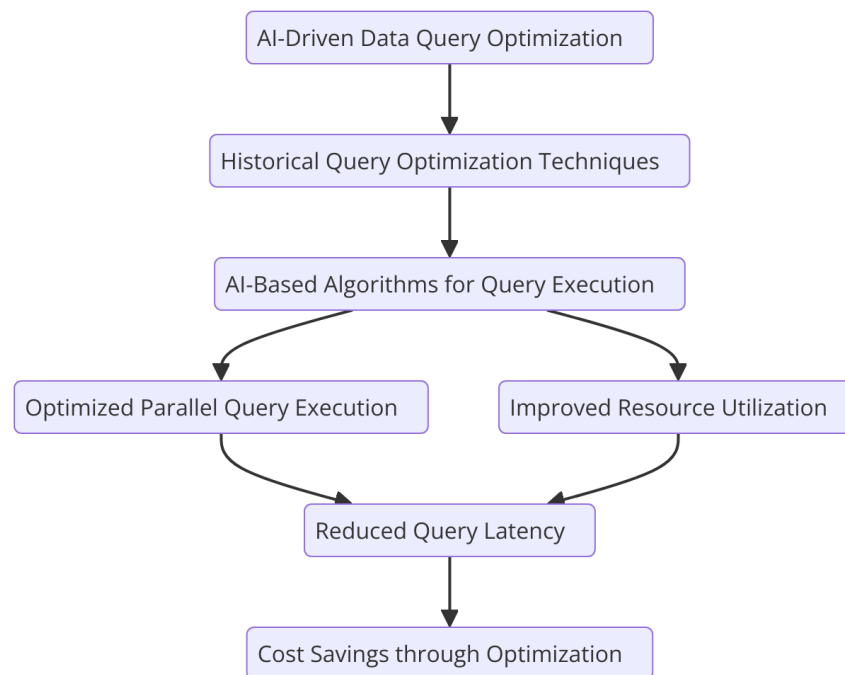 AI-Driven Data Query Optimization
Historical Query Optimization Techniques
AI-Based Algorithms for Query Execution
Optimized Parallel Query Execution
Improved Resource Utilization
Reduced Query Latency
Cost Savings through Optimization